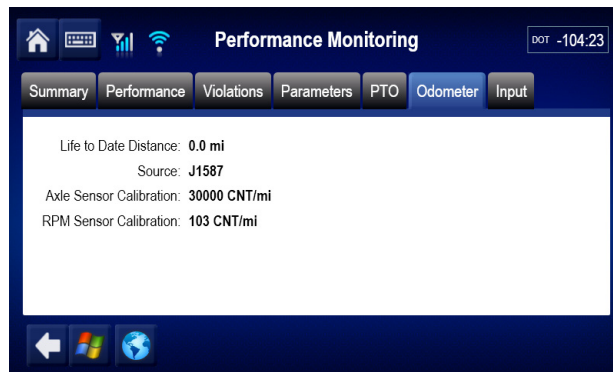 Performance Monitoring
DOT -104:23
Summary Performance Violations Parameters PTO Odometer Input
Life to Date Distance: 0.0 mi
Source: J1587
Axle Sensor Calibration: 30000 CNT/mi
RPM Sensor Calibration: 103 CNT/mi